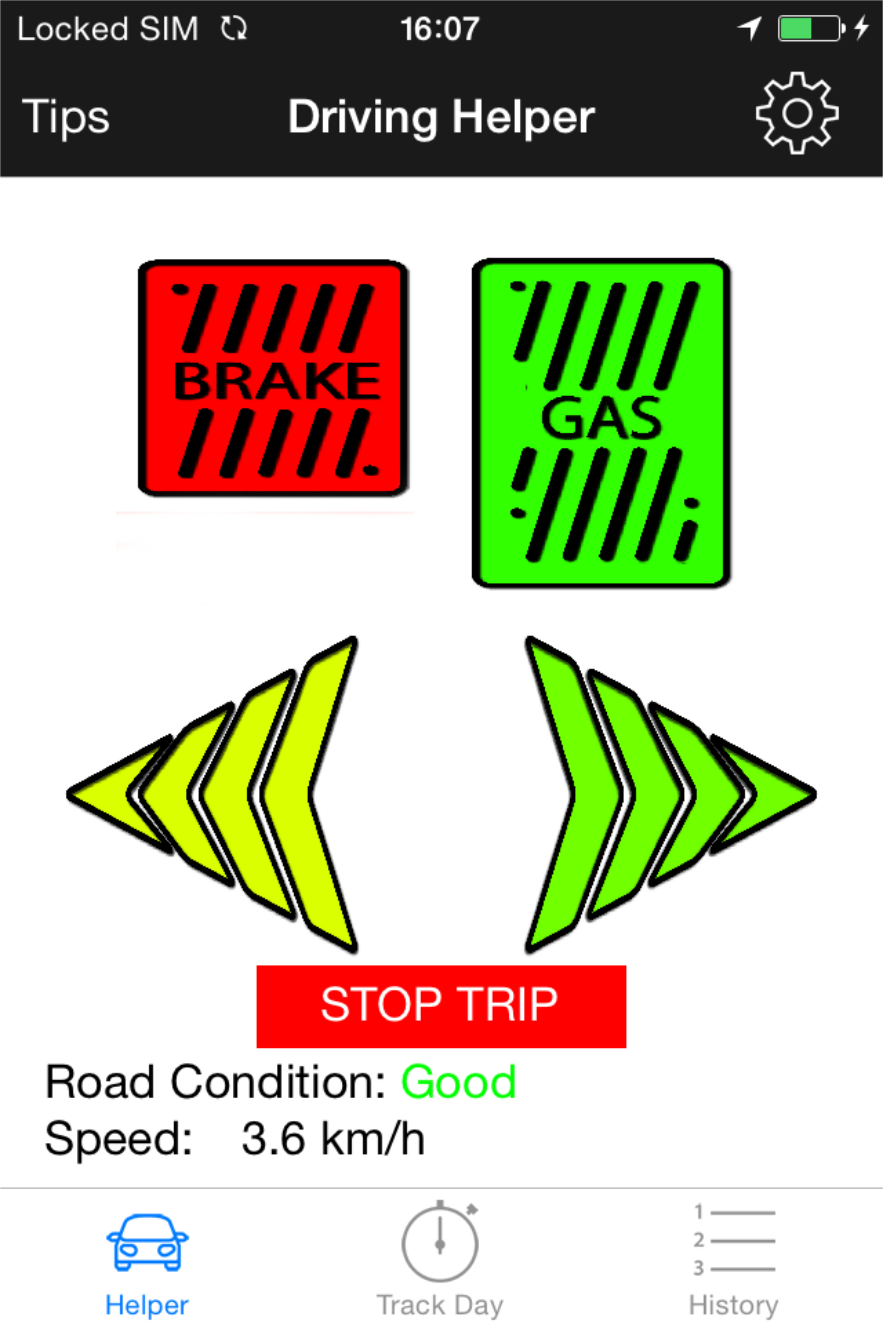 Locked SIM 16:07
Tips Driving Helper
BRAKE
GAS
STOP TRIP
Road Condition: Good
Speed: 3.6 km/h
1
2
3
Helper Track Day History